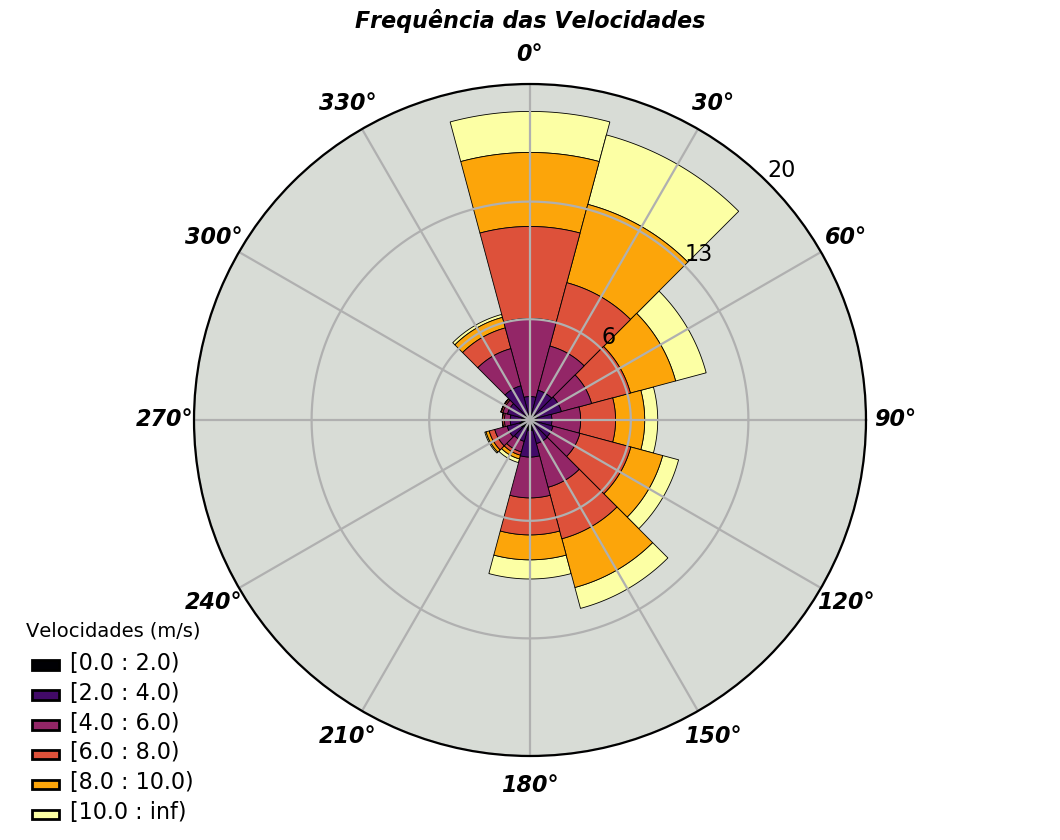 Frequência das Velocidades
0°
330°
30°
20
300°
60°
13
6
270°
90°
240°
120°
210°
150°
180°
Velocidades (m/s)
[0.0 : 2.0)
[2.0 : 4.0)
[4.0 : 6.0)
[6.0 : 8.0)
[8.0 : 10.0)
[10.0 : inf)